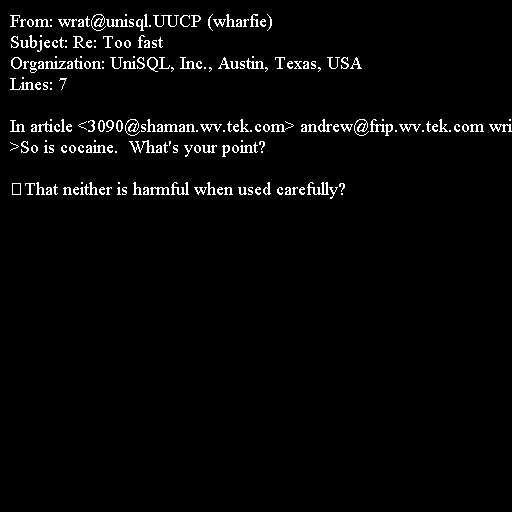 From: wrat@unisql.UUCP (wharfie)
Subject: Re: Too fast
Organization: UniSQL, Inc., Austin, Texas, USA
Lines: 7

In article <3090@shaman.wv.tek.com> andrew@frip.wv.tek.com wri
>So is cocaine.  What's your point?

That neither is harmful when used carefully?